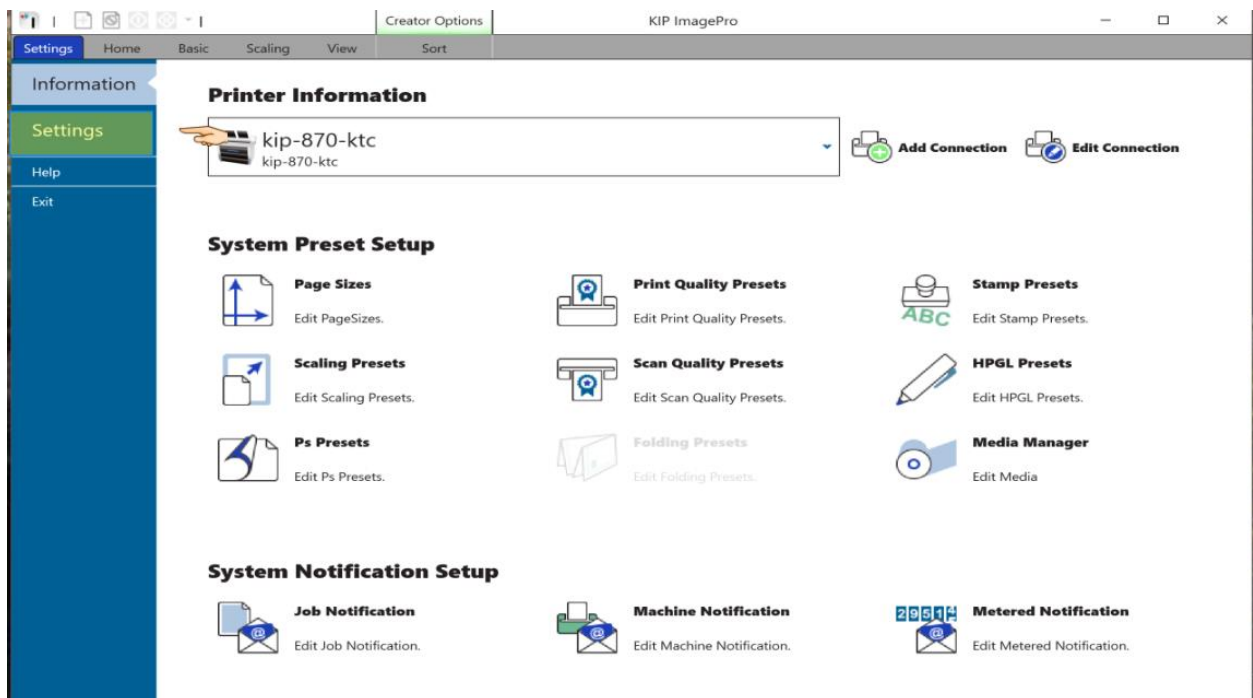 Creator Options
KIP ImagePro
Settings Home Basic Scaling View Sort
Information
Settings
Help
Exit
Printer Information
kip-870-ktc
kip-870-ktc
Add Connection
Edit Connection
System Preset Setup
Page Sizes
Edit PageSizes.
Print Quality Presets
Edit Print Quality Presets.
Stamp Presets
Edit Stamp Presets.
ABC
Scaling Presets
Edit Scaling Presets.
Scan Quality Presets
Edit Scan Quality Presets.
HPGL Presets
Edit HPGL Presets.
Ps Presets
Edit Ps Presets.
Folding Presets
Edit Folding Presets.
Media Manager
Edit Media
System Notification Setup
Job Notification
Edit Job Notification.
@
Machine Notification
Edit Machine Notification.
@
Metered Notification
Edit Metered Notification.
@